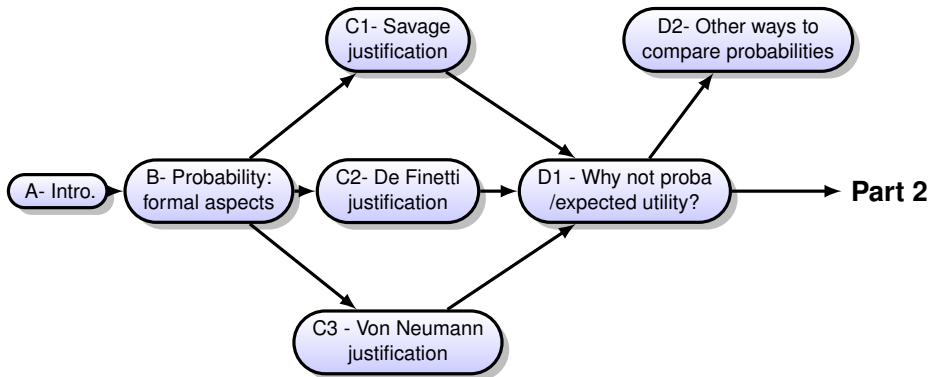 A- Intro.
B- Probability:
formal aspects
C1- Savage
justification
C2- De Finetti
justification
C3 - Von Neumann
justification
D1 - Why not proba
/expected utility?
D2- Other ways to
compare probabilities
Part 2